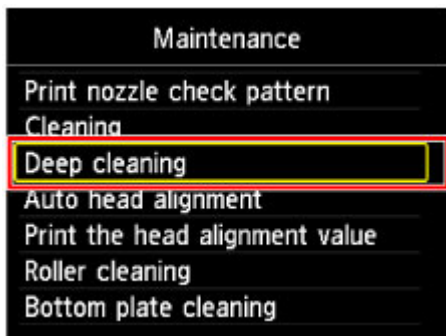 Maintenance
Print nozzle check pattern
Cleaning
Deep cleaning
Auto head alignment
Print the head alignment value
Roller cleaning
Bottom plate cleaning